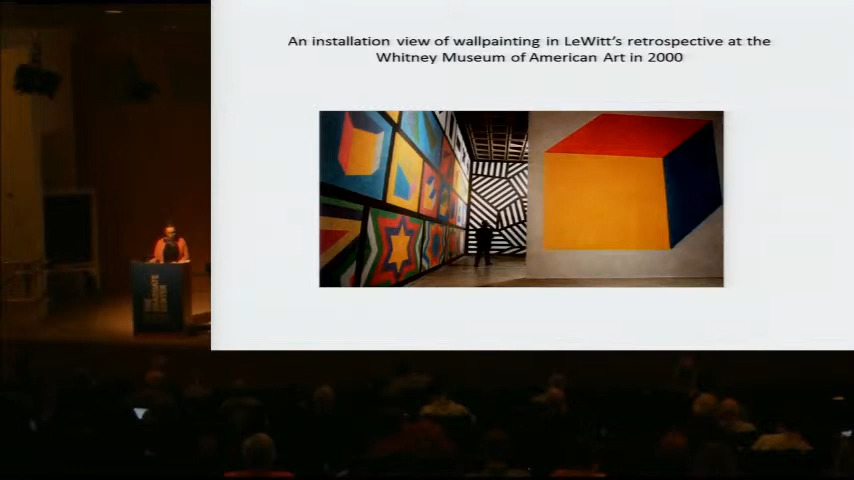 An installation view of wallpainting in LeWitt's retrospective at the
Whitney Museum of American Art in 2000